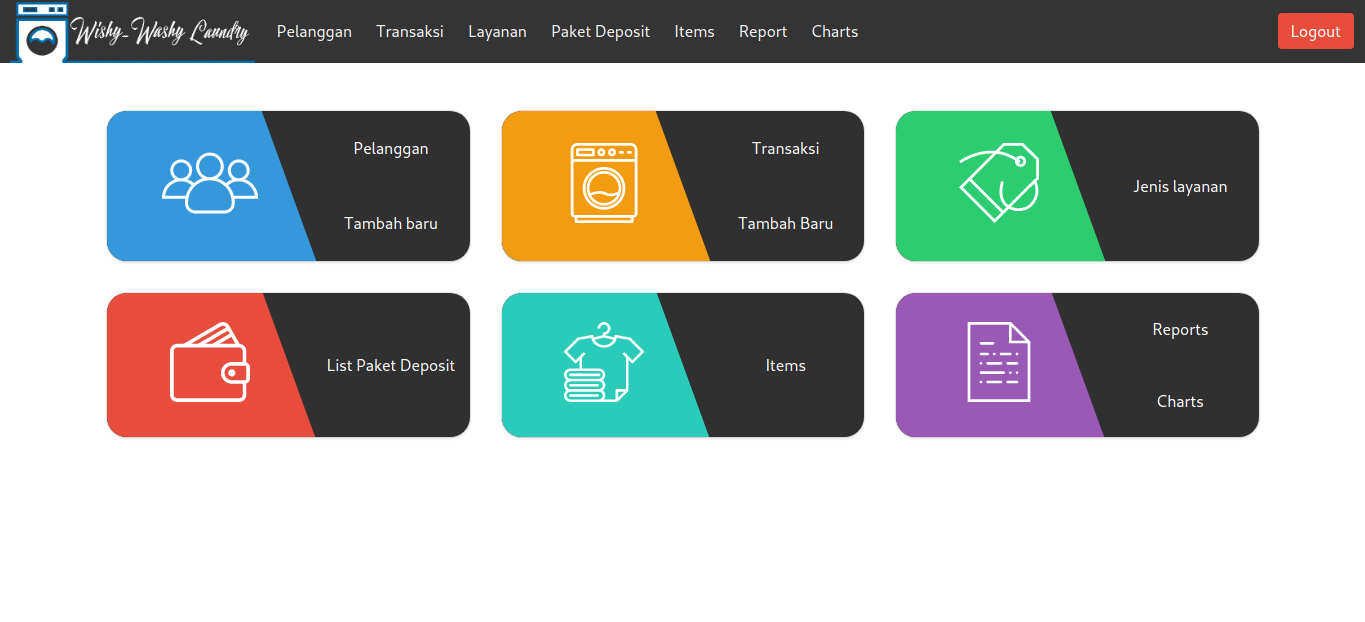 Wishy-Washy Laundry Pelanggan Transaksi Layanan Paket Deposit Items Report Charts Logout
Pelanggan
Tambah baru
Transaksi
Tambah Baru
Jenis layanan
List Paket Deposit
Items
Reports
Charts